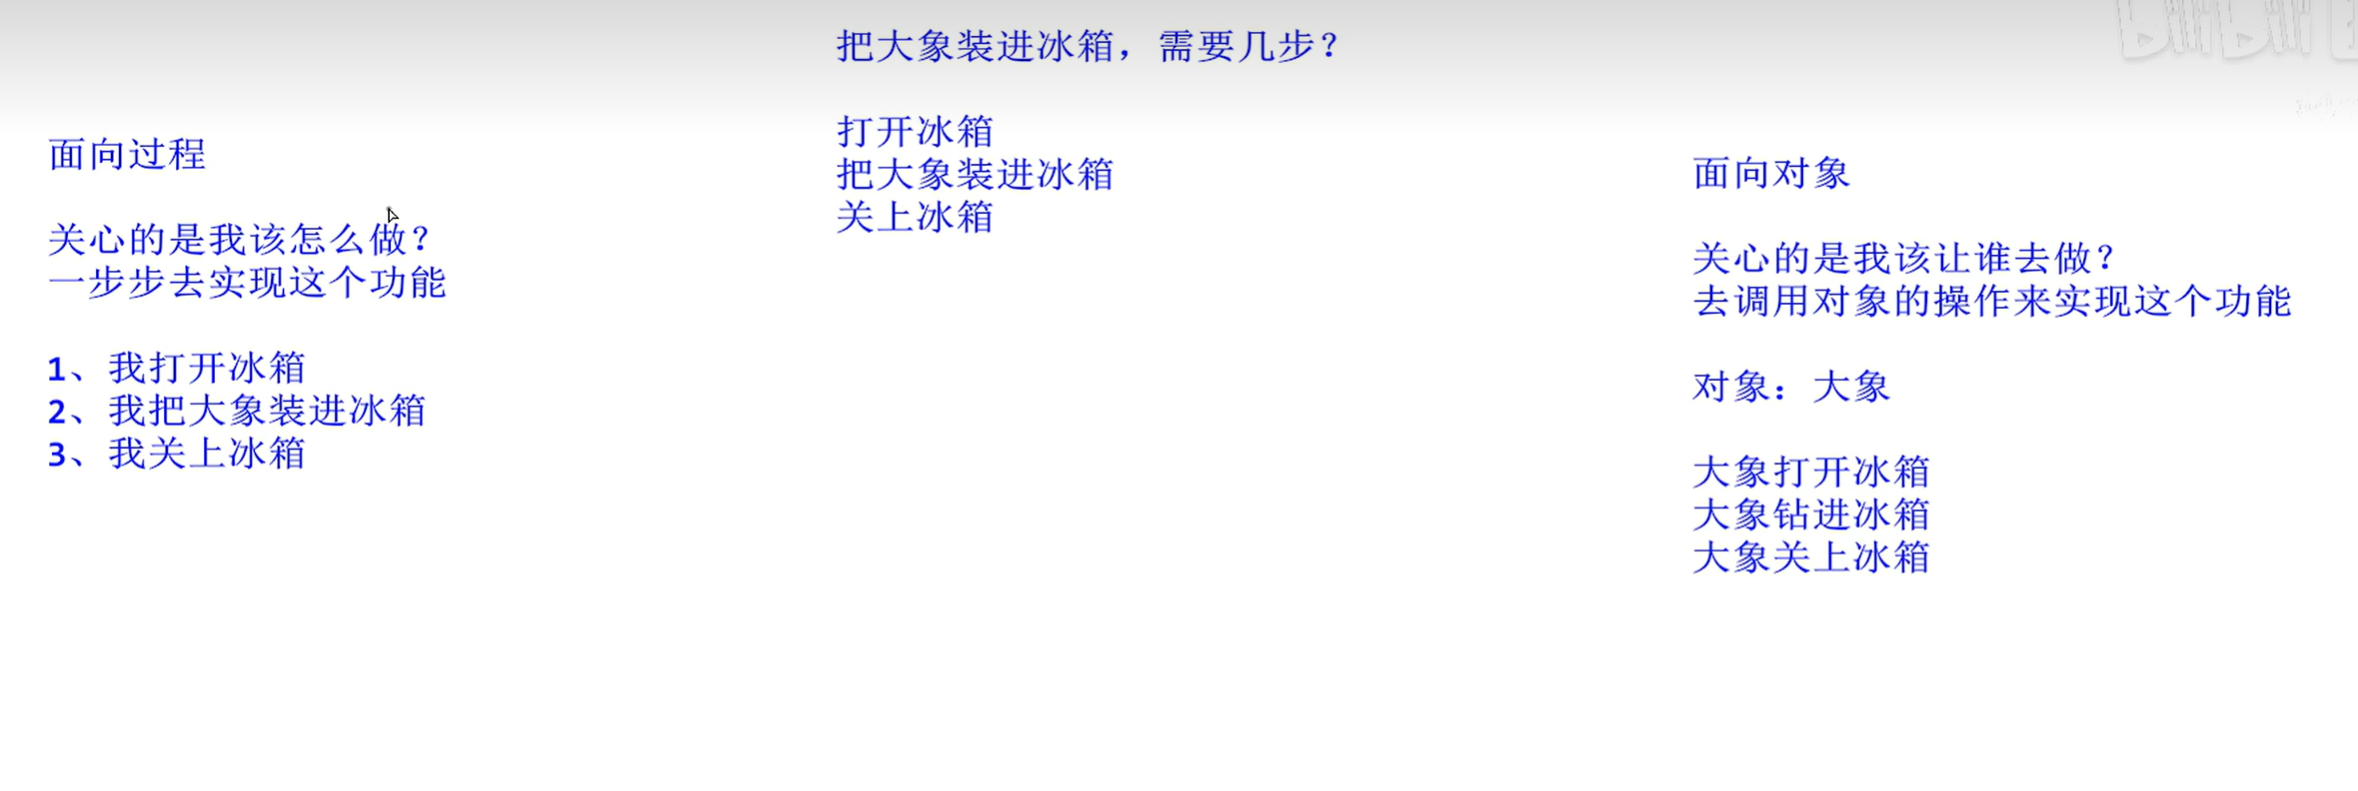 把大象装进冰箱，需要几步？
打开冰箱
把大象装进冰箱
关上冰箱
面向过程
关心的是我该怎么做？
一步步去实现这个功能
1、我打开冰箱
2、我把大象装进冰箱
3、我关上冰箱
面向对象
关心的是我该让谁去做？
去调用对象的操作来实现这个功能
对象：大象
大象打开冰箱
大象钻进冰箱
大象关上冰箱